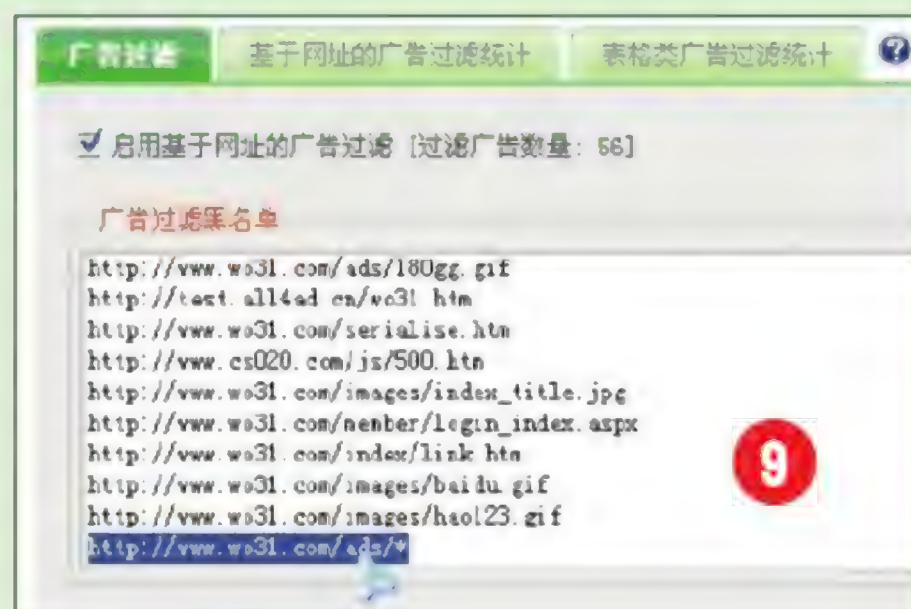 广告过滤 基于网址的广告过滤统计 表格类广告过滤统计 ?
启用基于网址的广告过滤 [过滤广告数量: 56]
广告过滤黑名单
http://www.wo31.com/ads/180gg.gif
http://test.all4ad.cn/wo31.htm
http://www.wo31.com/serialise.htm
http://www.cs020.com/js/500.htm
http://www.wo31.com/images/index_title.jpg
http://www.wo31.com/member/login_index.aspx
http://www.wo31.com/index/link.htm
http://www.wo31.com/images/baidu.gif
http://www.wo31.com/images/hao123.gif
http://www.wo31.com/ads/*
9